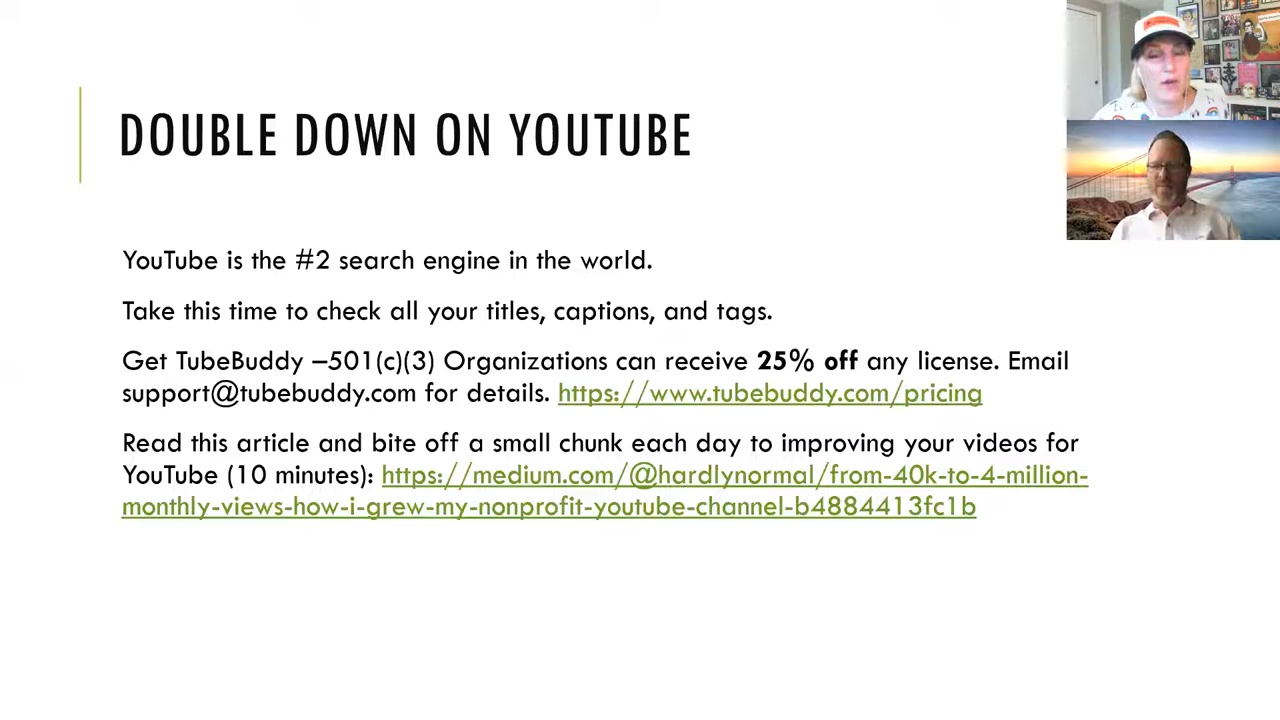 DOUBLE DOWN ON YOUTUBE
YouTube is the #2 search engine in the world.
Take this time to check all your titles, captions, and tags.
Get TubeBuddy –501(c)(3) Organizations can receive 25% off any license. Email
support@tubebuddy.com for details. https://www.tubebuddy.com/pricing
Read this article and bite off a small chunk each day to improving your videos for
YouTube (10 minutes): https://medium.com/@hardlynormal/from-40k-to-4-million-
monthly-views-how-i-grew-my-nonprofit-youtube-channel-b4884413fc1b